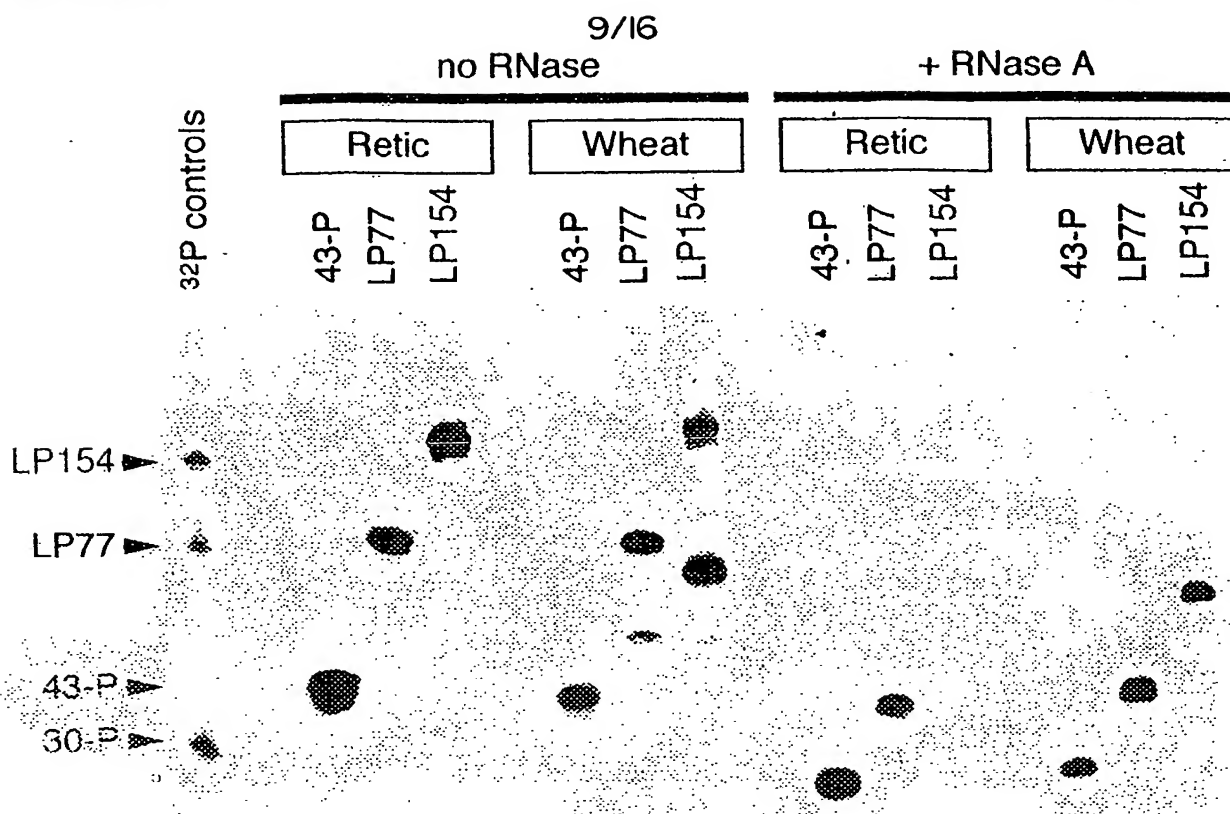 9/16
no RNase + RNase A
Retic Wheat Retic Wheat
32P controls 43-P LP77 LP154 43-P LP77 LP154 43-P LP77 LP154 43-P LP77 LP154
LP154
LP77
43-P
30-P